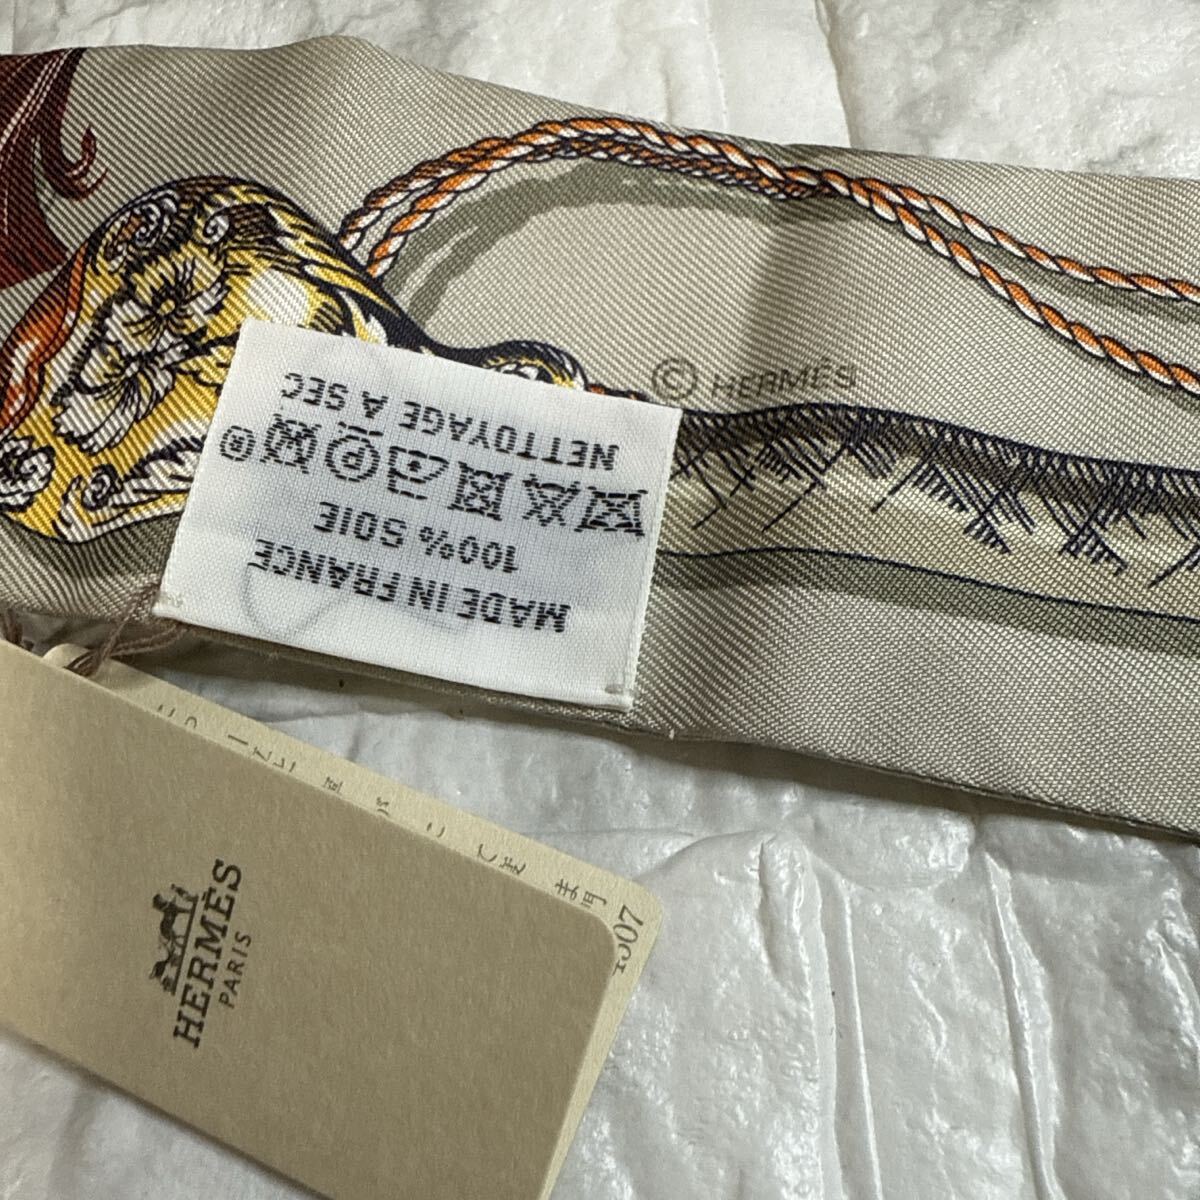 © HERMÈS
MADE IN FRANCE
100% SOIE
NETTOYAGE A SEC
HERMÈS
PARIS